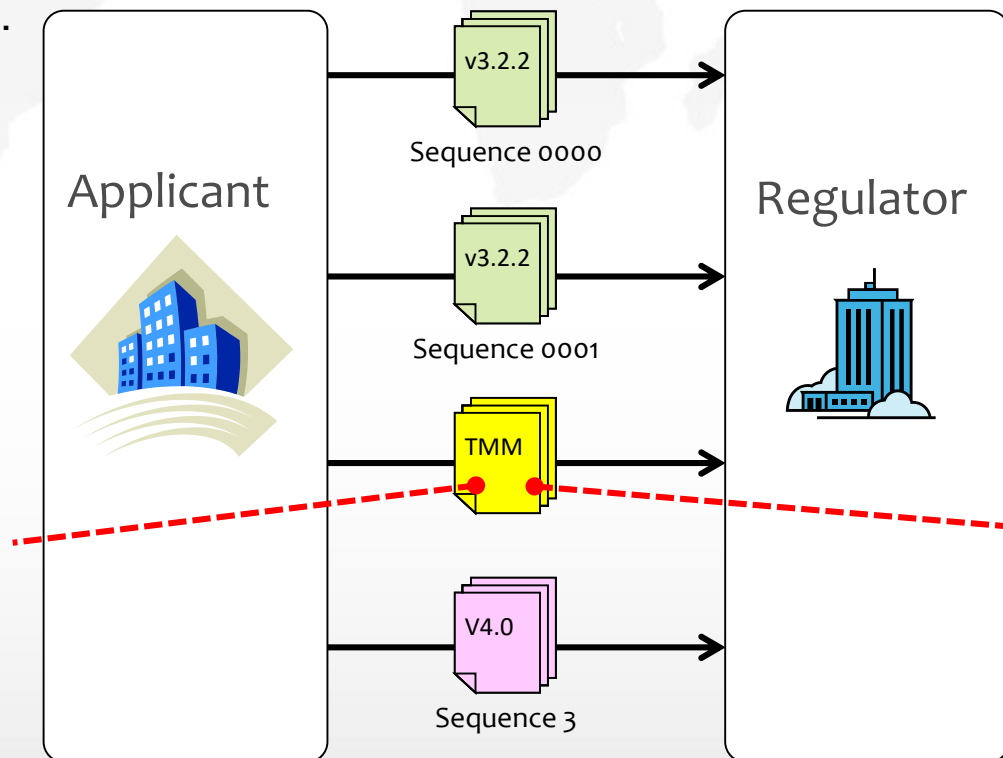 .
Applicant
Regulator
v3.2.2
Sequence 0000
v3.2.2
Sequence 0001
TMM
V4.0
Sequence 3